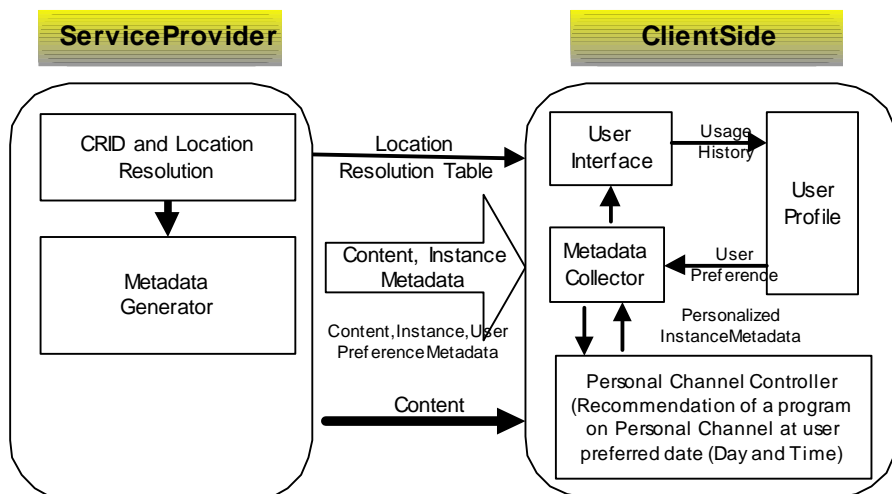 ServiceProvider
ClientSide
CRID and Location
Resolution
Metadata
Generator
Location
Resolution Table
Content, Instance
Metadata
Content,Instance,User
PreferenceMetadata
Content
User
Interface
Usage
History
User
Profile
Metadata
Collector
User
Preference
Personalized
InstanceMetadata
Personal Channel Controller
(Recommendation of a program
on Personal Channel at user
preferred date (Day and Time)